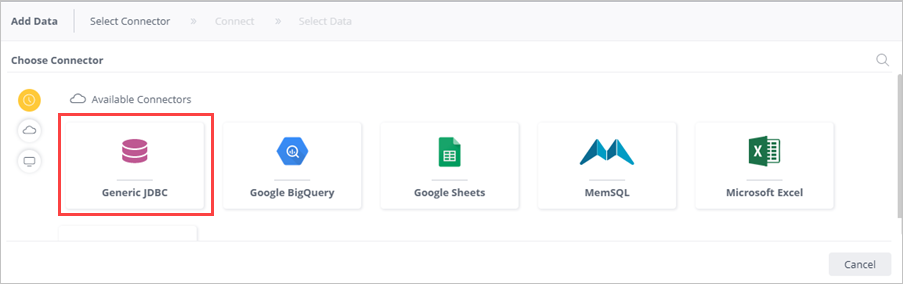 Add Data Select Connector » Connect » Select Data
Choose Connector
Available Connectors
Generic JDBC Google BigQuery Google Sheets MemSQL Microsoft Excel
Cancel